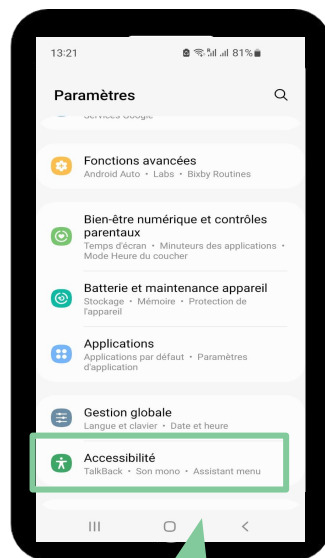 13:21 81%
Paramètres
Services Google
Fonctions avancées
Android Auto • Labs • Bixby Routines
Bien-être numérique et contrôles
parentaux
Temps d'écran • Minuteurs des applications •
Mode Heure du coucher
Batterie et maintenance appareil
Stockage • Mémoire • Protection de
l'appareil
Applications
Applications par défaut • Paramètres
d'application
Gestion globale
Langue et clavier • Date et heure
Accessibilité
TalkBack • Son mono • Assistant menu